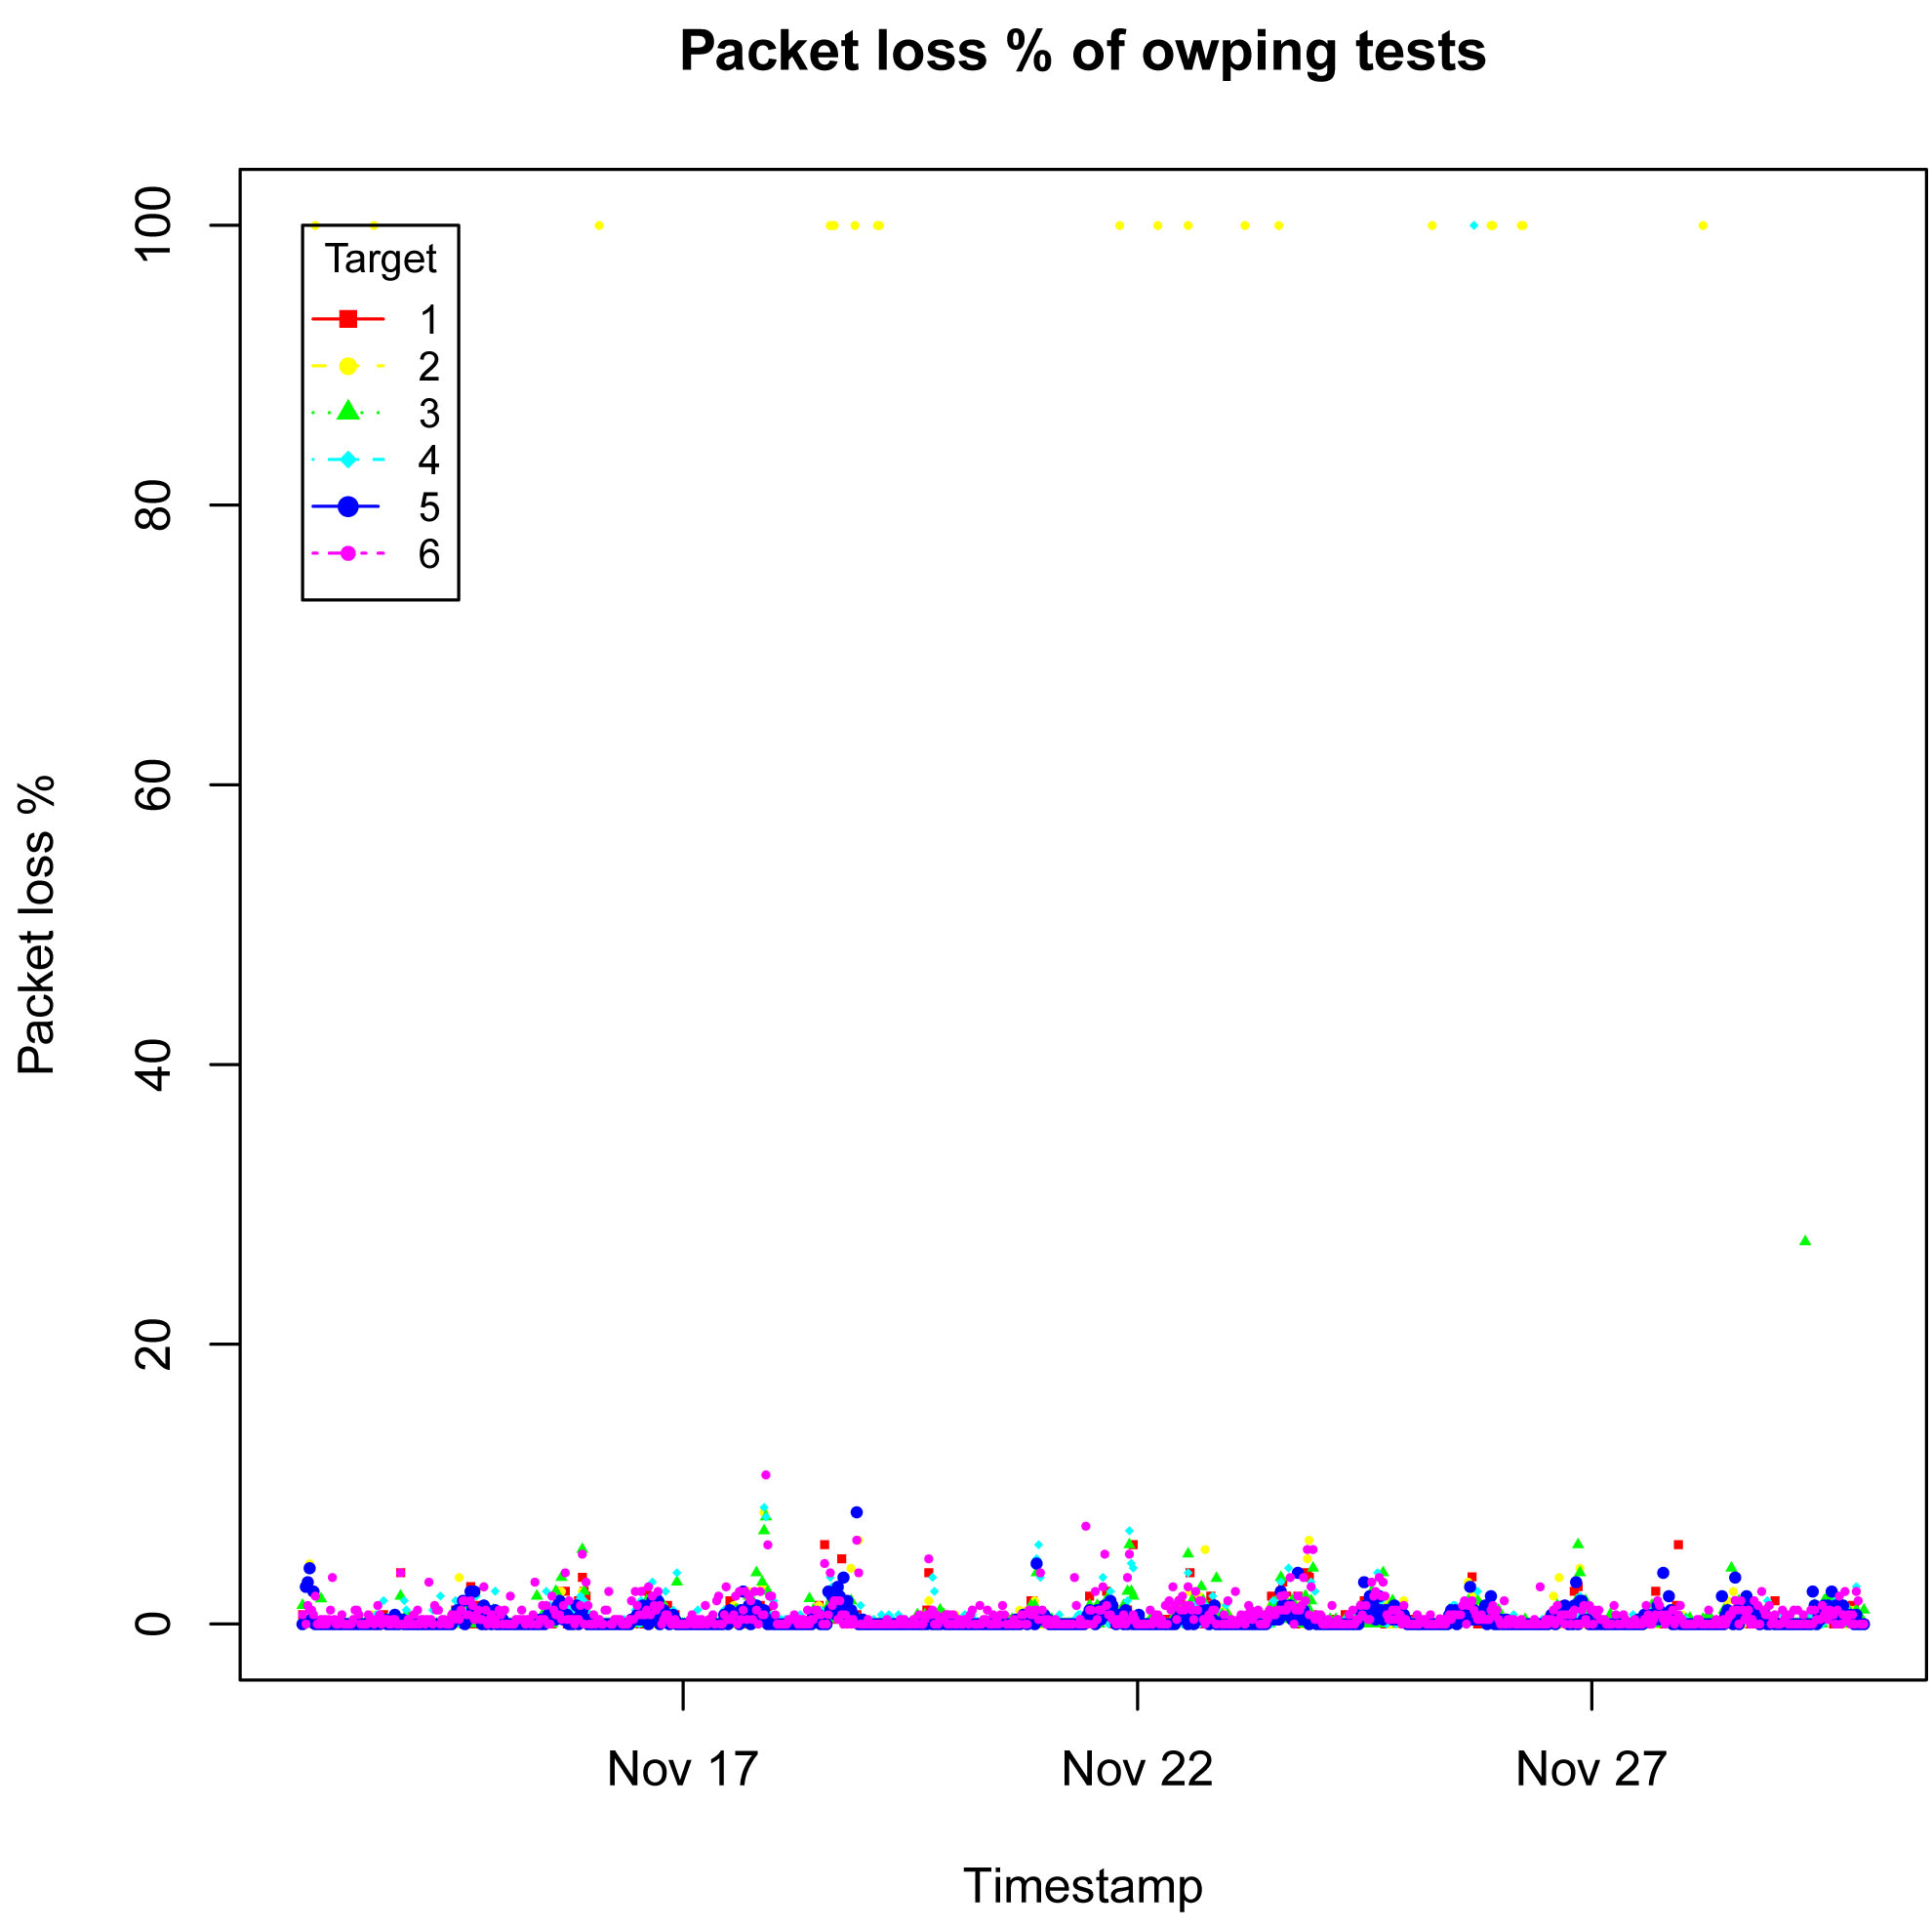 Packet loss % of owping tests
Packet loss %
100
80
60
40
20
0
Target
1
2
3
4
5
6
Nov 17
Nov 22
Nov 27
Timestamp